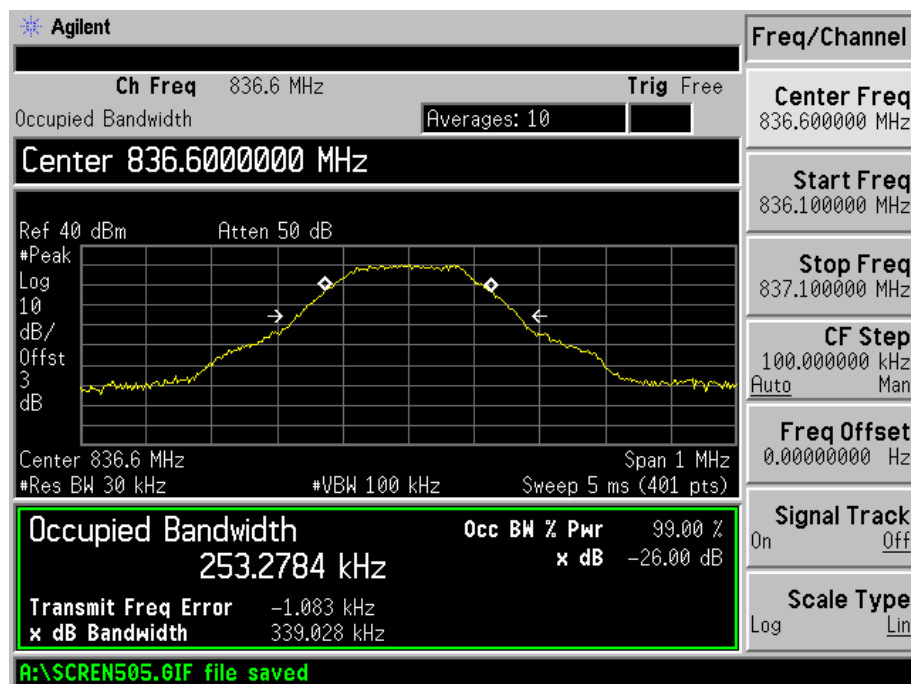 Agilent
Freq/Channel
Ch Freq 836.6 MHz Trig Free
Occupied Bandwidth Averages: 10
Center 836.6000000 MHz
Ref 40 dBm Atten 50 dB
#Peak
Log
10
dB/
Offst
3
dB
Center 836.6 MHz Span 1 MHz
#Res BW 30 kHz #VBW 100 kHz Sweep 5 ms (401 pts)
Occupied Bandwidth Occ BW % Pwr 99.00 %
253.2784 kHz x dB -26.00 dB
Transmit Freq Error -1.083 kHz
x dB Bandwidth 339.028 kHz
A:\SCREN505.GIF file saved
Center Freq
836.600000 MHz
Start Freq
836.100000 MHz
Stop Freq
837.100000 MHz
CF Step
100.000000 kHz
Auto Man
Freq Offset
0.00000000 Hz
Signal Track
On Off
Scale Type
Log Lin